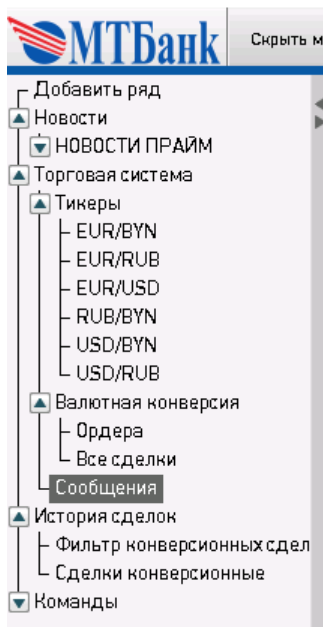 МТБанк
Скрыть м
Добавить ряд
Новости
НОВОСТИ ПРАЙМ
Торговая система
Тикеры
EUR/BYN
EUR/RUB
EUR/USD
RUB/BYN
USD/BYN
USD/RUB
Валютная конверсия
Ордера
Все сделки
Сообщения
История сделок
Фильтр конверсионных сдел
Сделки конверсионные
Команды